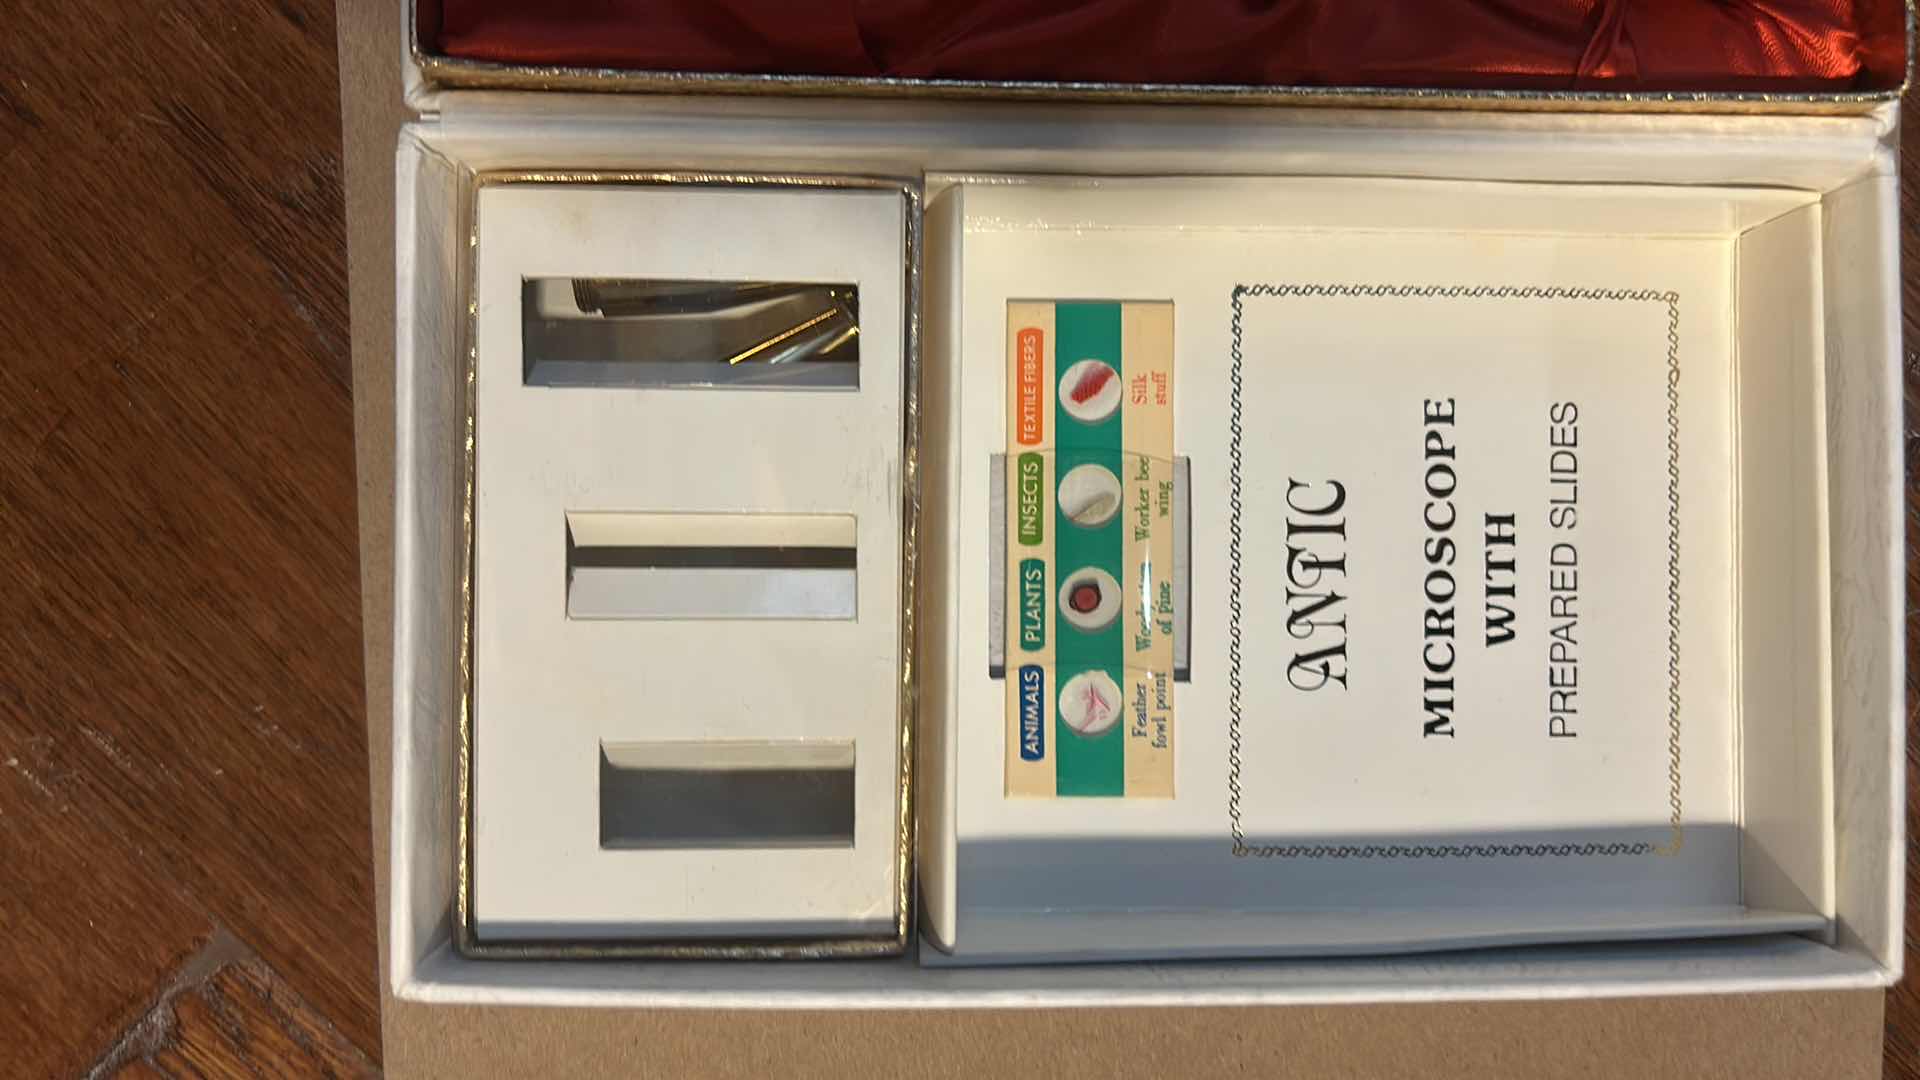 ANIMALS PLANTS INSECTS TEXTILE FIBERS
Feather Worker bee Silk
fowl point of pine wing stuff
ANTIC
MICROSCOPE
WITH
PREPARED SLIDES